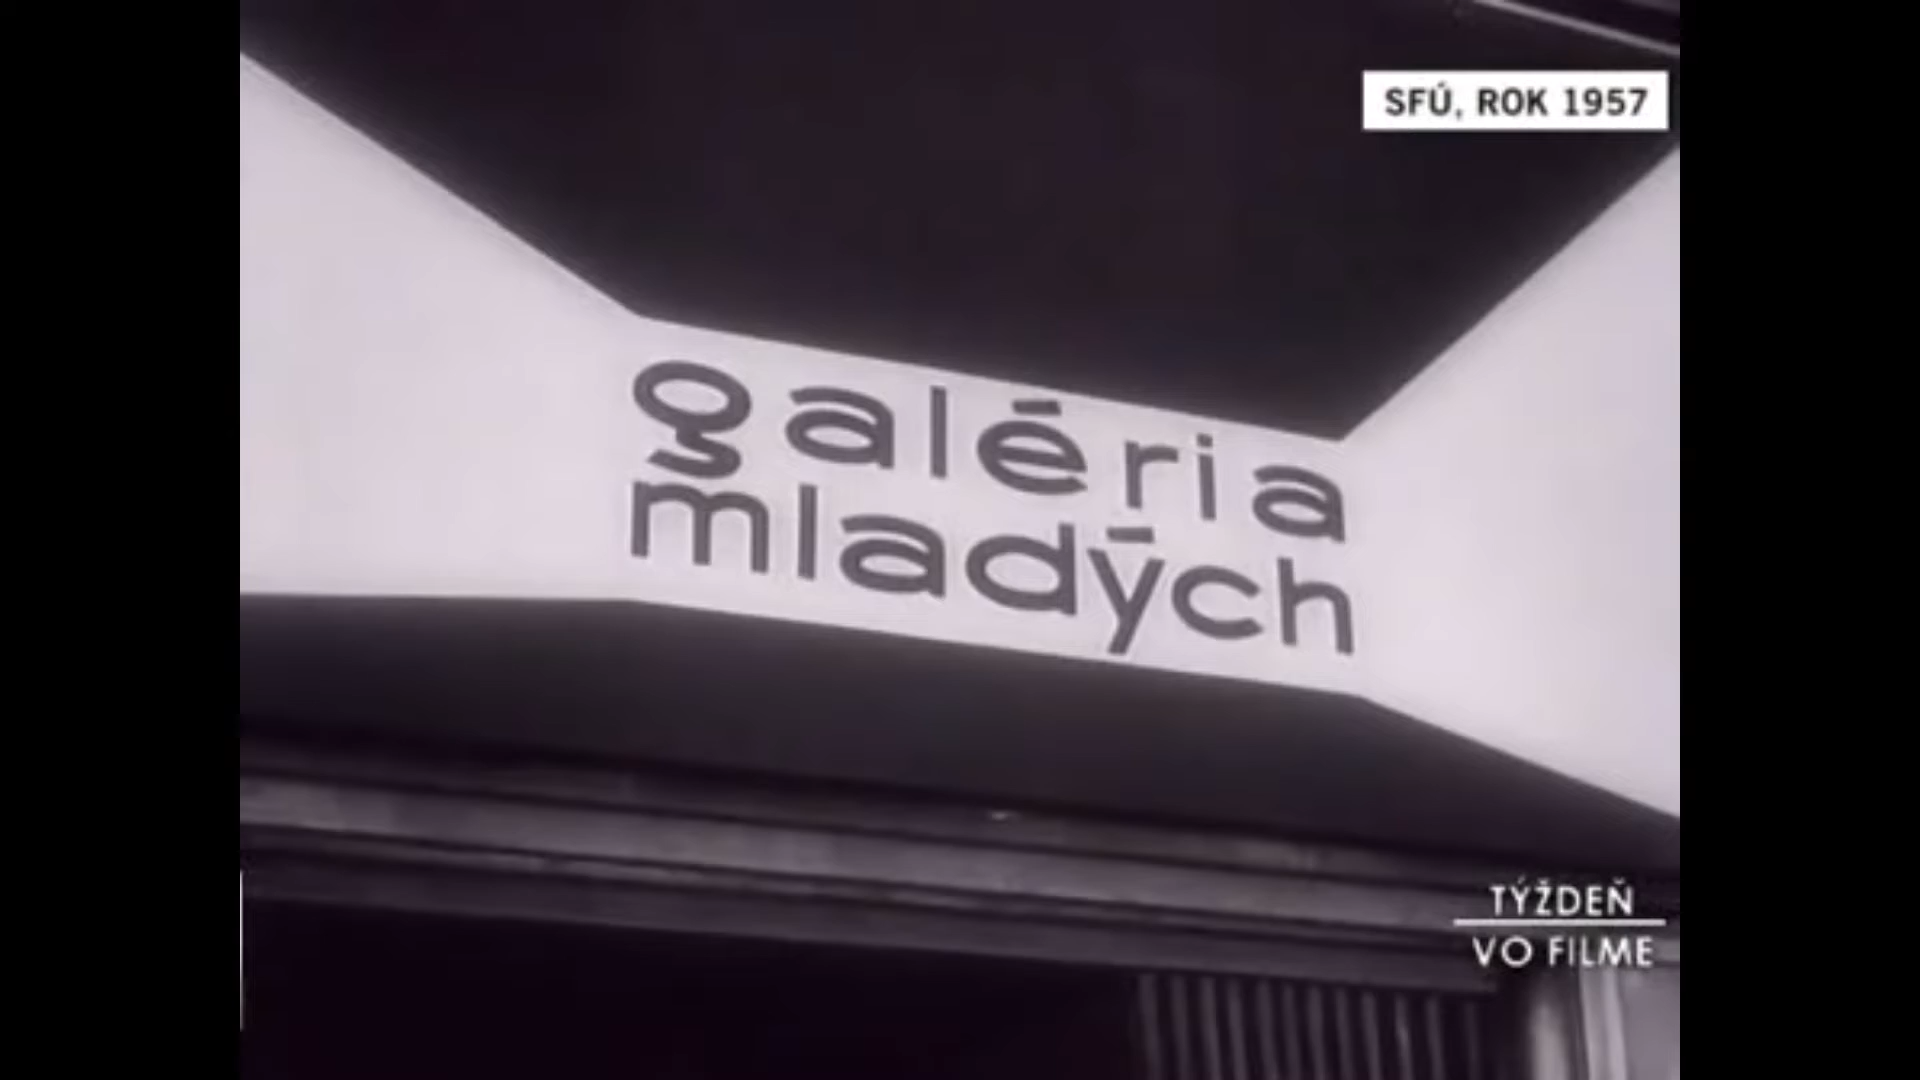 SFÚ, ROK 1957
galéria
mladých
TÝŽDEŇ
VO FILME